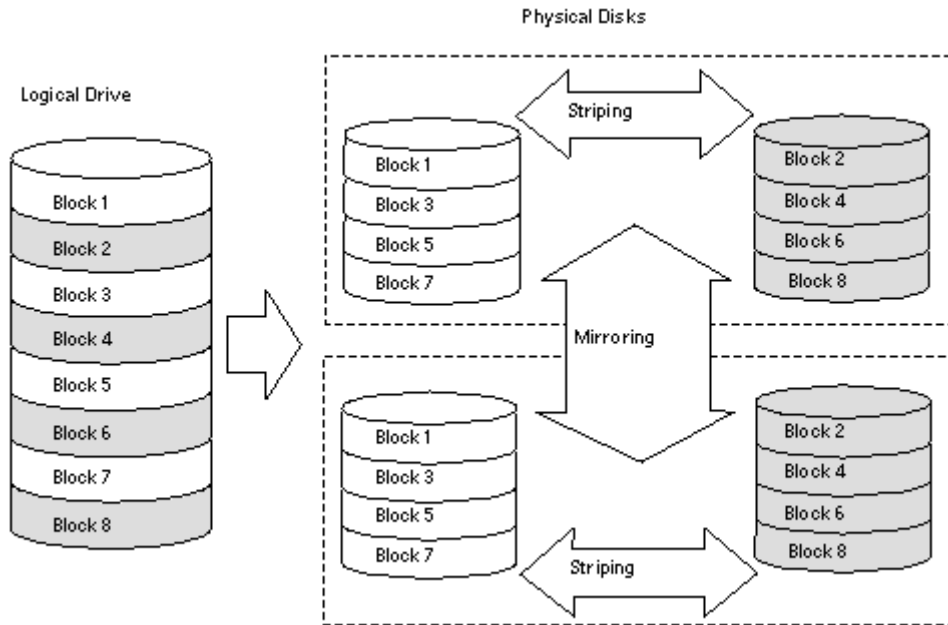 Physical Disks
Logical Drive
Block 1
Block 2
Block 3
Block 4
Block 5
Block 6
Block 7
Block 8
Striping
Block 1
Block 3
Block 5
Block 7
Block 2
Block 4
Block 6
Block 8
Mirroring
Block 1
Block 3
Block 5
Block 7
Block 2
Block 4
Block 6
Block 8
Striping